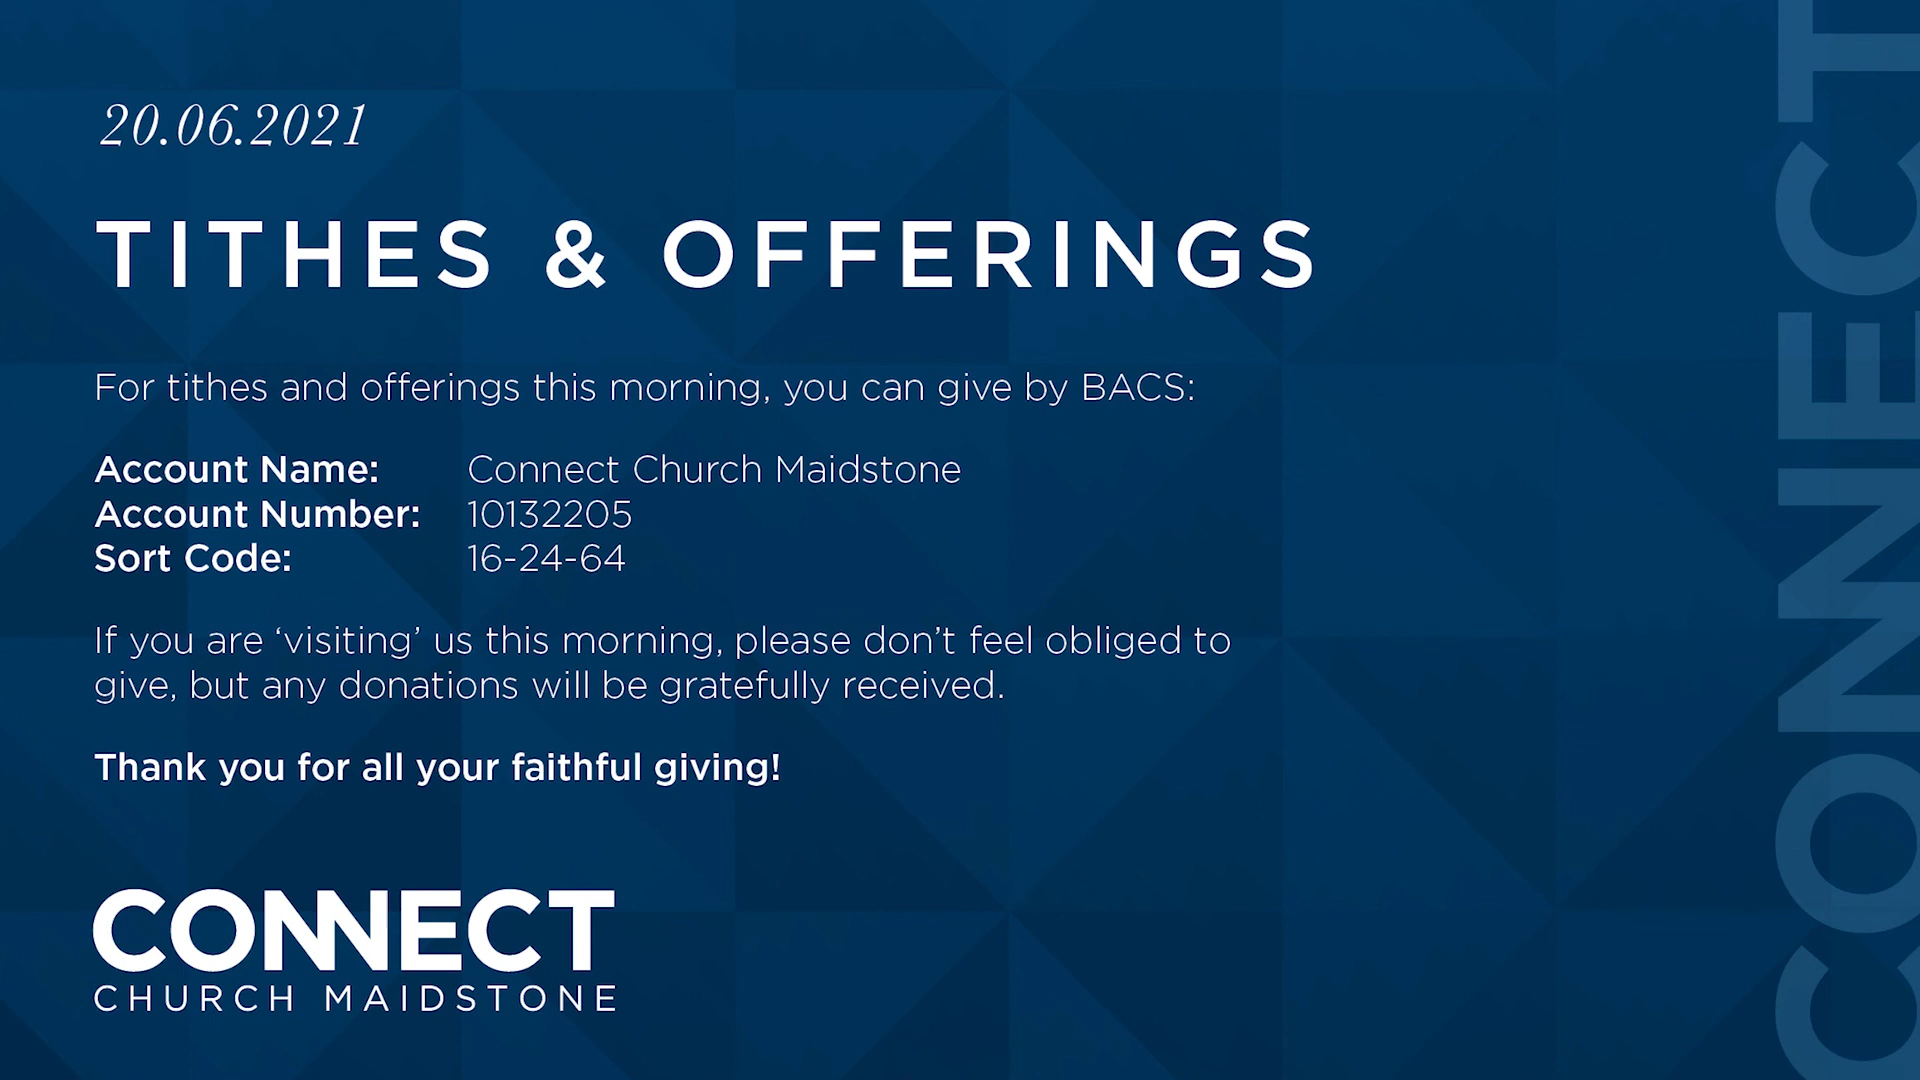 20.06.2021
TITHES & OFFERINGS
For tithes and offerings this morning, you can give by BACS:
Account Name: Connect Church Maidstone
Account Number: 10132205
Sort Code: 16-24-64
If you are ‘visiting’ us this morning, please don’t feel obliged to
give, but any donations will be gratefully received.
Thank you for all your faithful giving!
CONNECT
CHURCH MAIDSTONE
CONNECT